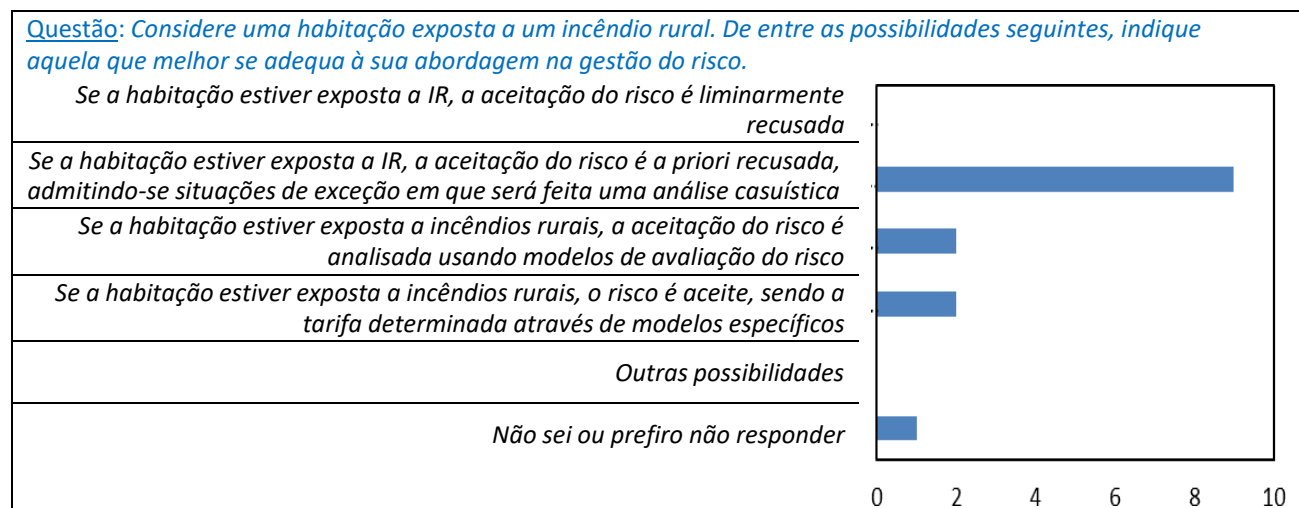 Questão: Considere uma habitação exposta a um incêndio rural. De entre as possibilidades seguintes, indique
aquela que melhor se adequa à sua abordagem na gestão do risco.
Se a habitação estiver exposta a IR, a aceitação do risco é liminarmente
recusada
Se a habitação estiver exposta a IR, a aceitação do risco é a priori recusada,
admitindo-se situações de exceção em que será feita uma análise casuística
Se a habitação estiver exposta a incêndios rurais, a aceitação do risco é
analisada usando modelos de avaliação do risco
Se a habitação estiver exposta a incêndios rurais, o risco é aceite, sendo a
tarifa determinada através de modelos específicos
Outras possibilidades
Não sei ou prefiro não responder
0 2 4 6 8 10